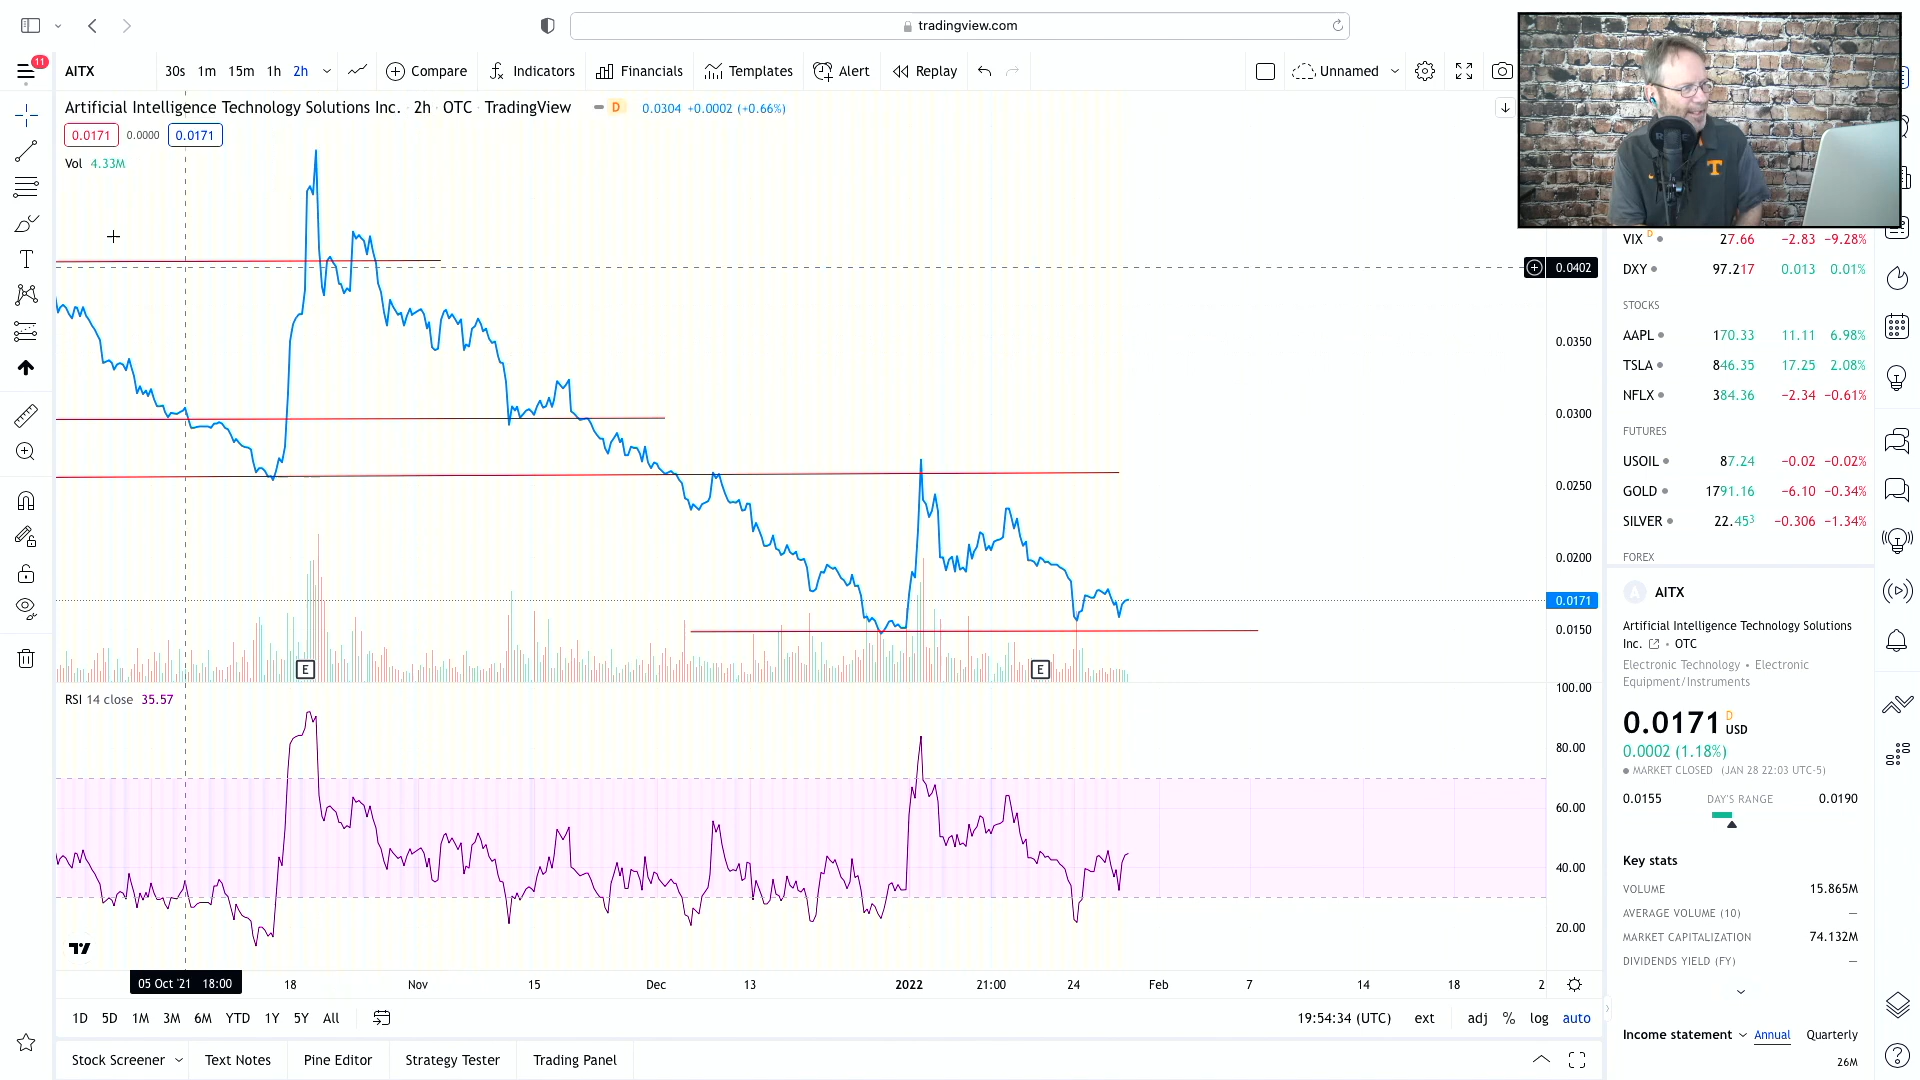 tradingview.com
11
AITX
30s 1m 15m 1h 2h
Compare
Indicators
Financials
Templates
Alert
Replay
Unnamed
Artificial Intelligence Technology Solutions Inc. 2h OTC TradingView
D 0.0304 +0.0002 (+0.66%)
0.0171 0.0000 0.0171
Vol 4.33M
T
0.0402
0.0350
0.0300
0.0250
0.0200
0.0171
0.0150
E E
RSI 14 close 35.57
100.00
80.00
60.00
40.00
20.00
05 Oct '21 18:00 18 Nov 15 Dec 13 2022 21:00 24 Feb 7 14 18 2
1D 5D 1M 3M 6M YTD 1Y 5Y All
19:54:34 (UTC) ext adj % log auto
Stock Screener Text Notes Pine Editor Strategy Tester Trading Panel
VIX D 27.66 −2.83 −9.28%
DXY 97.217 0.013 0.01%
STOCKS
AAPL 170.33 11.11 6.98%
TSLA 846.35 17.25 2.08%
NFLX 384.36 −2.34 −0.61%
FUTURES
USOIL 87.24 −0.02 −0.02%
GOLD 1791.16 −6.10 −0.34%
SILVER 22.453 −0.306 −1.34%
FOREX
A AITX
Artificial Intelligence Technology Solutions
Inc. • OTC
Electronic Technology • Electronic
Equipment/Instruments
0.0171 D USD
0.0002 (1.18%)
MARKET CLOSED (JAN 28 22:03 UTC-5)
0.0155 DAY'S RANGE 0.0190
Key stats
VOLUME 15.865M
AVERAGE VOLUME (10) —
MARKET CAPITALIZATION 74.132M
DIVIDENDS YIELD (FY) —
Income statement Annual Quarterly
26M